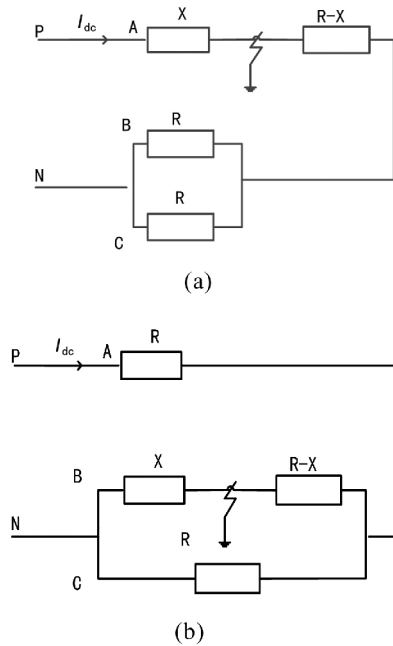 P I_dc A X R-X
B R
N R
C
(a)
P I_dc A R
B X R-X
N R
C
(b)